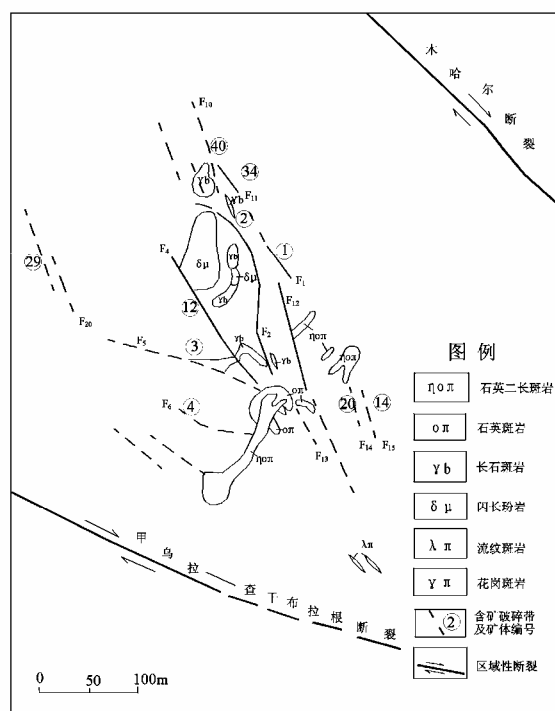 木哈尔断裂
F10
40
γb
34
γb
F11
2
1
F4
δμ
γb
δμ
F1
29
12
γb
F12
F20
F5
3
γb
F2
γb
ηοπ
ηοπ
οπ
F6
4
οπ
20
14
ηοπ
F13
F14
F15
λπ
甲乌拉—查干布拉根断裂
0 50 100m
图例
ηοπ 石英二长斑岩
οπ 石英斑岩
γb 长石斑岩
δμ 闪长玢岩
λπ 流纹斑岩
γπ 花岗斑岩
2 含矿破碎带
及矿体编号
区域性断裂